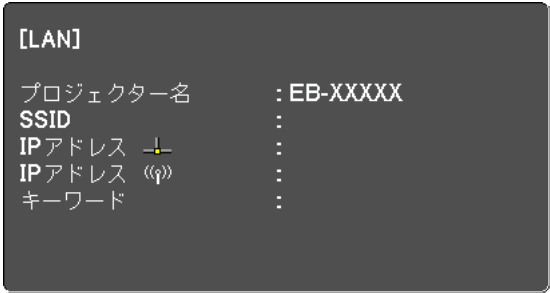 [LAN]
プロジェクター名 : EB-XXXXX
SSID :
IPアドレス :
IPアドレス :
キーワード :